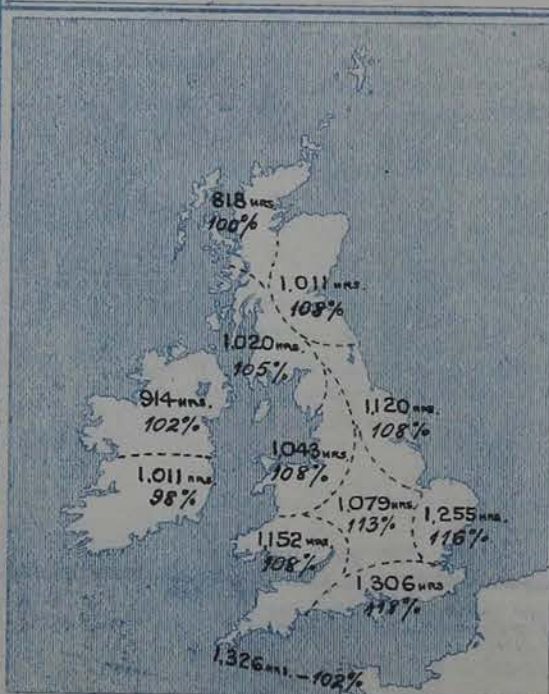 818 HRS.
100%
1,011 HRS.
108%
1,020 HRS.
105%
914 HRS.
102%
1,120 HRS.
108%
1,043 HRS.
108%
1,011 HRS.
98%
1,079 HRS.
113%
1,255 HRS.
116%
1,152 HRS
108%
1,306 HRS
118%
1,326 HRS. - 102%